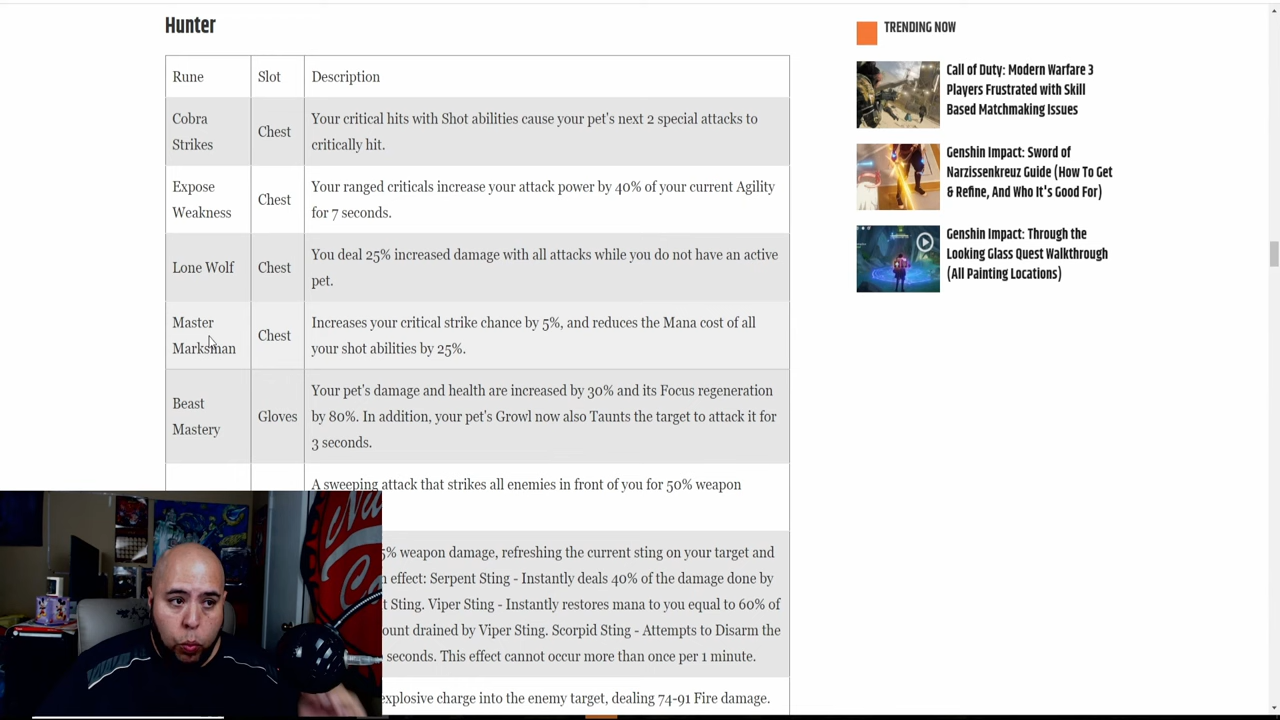 Hunter
Rune
Slot
Description
Cobra
Strikes
Chest
Your critical hits with Shot abilities cause your pet's next 2 special attacks to
critically hit.
Expose
Weakness
Chest
Your ranged criticals increase your attack power by 40% of your current Agility
for 7 seconds.
Lone Wolf
Chest
You deal 25% increased damage with all attacks while you do not have an active
pet.
Master
Marksman
Chest
Increases your critical strike chance by 5%, and reduces the Mana cost of all
your shot abilities by 25%.
Beast
Mastery
Gloves
Your pet's damage and health are increased by 30% and its Focus regeneration
by 80%. In addition, your pet's Growl now also Taunts the target to attack it for
3 seconds.
A sweeping attack that strikes all enemies in front of you for 50% weapon
5% weapon damage, refreshing the current sting on your target and
effect: Serpent Sting - Instantly deals 40% of the damage done by
Sting. Viper Sting - Instantly restores mana to you equal to 60% of
drained by Viper Sting. Scorpid Sting - Attempts to Disarm the
seconds. This effect cannot occur more than once per 1 minute.
explosive charge into the enemy target, dealing 74-91 Fire damage.
TRENDING NOW
Call of Duty: Modern Warfare 3
Players Frustrated with Skill
Based Matchmaking Issues
Genshin Impact: Sword of
Narzissenkreuz Guide (How To Get
& Refine, And Who It's Good For)
Genshin Impact: Through the
Looking Glass Quest Walkthrough
(All Painting Locations)